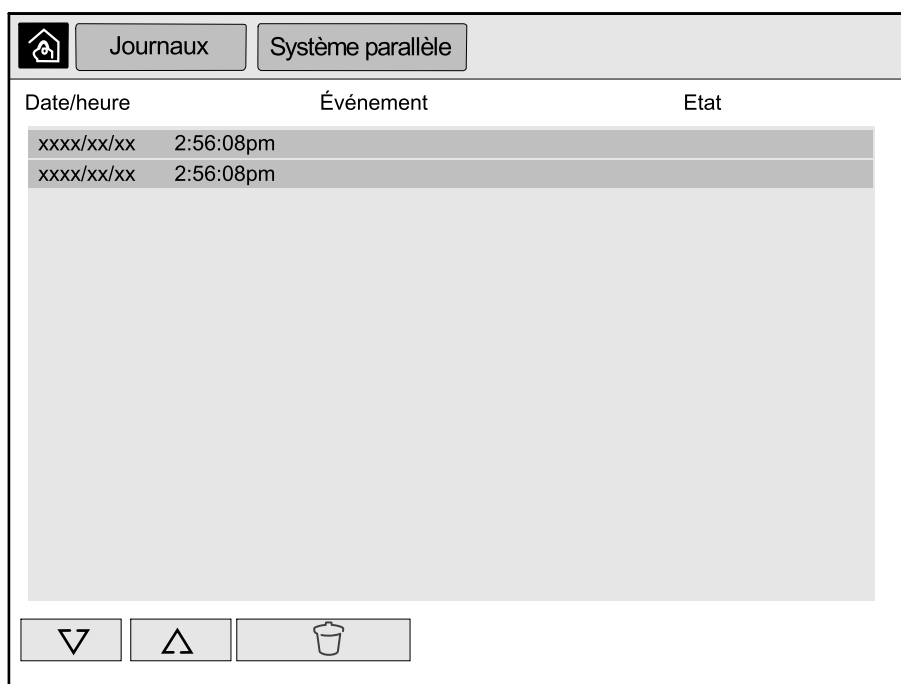 Journaux Système parallèle
Date/heure Événement Etat
xxxx/xx/xx 2:56:08pm
xxxx/xx/xx 2:56:08pm